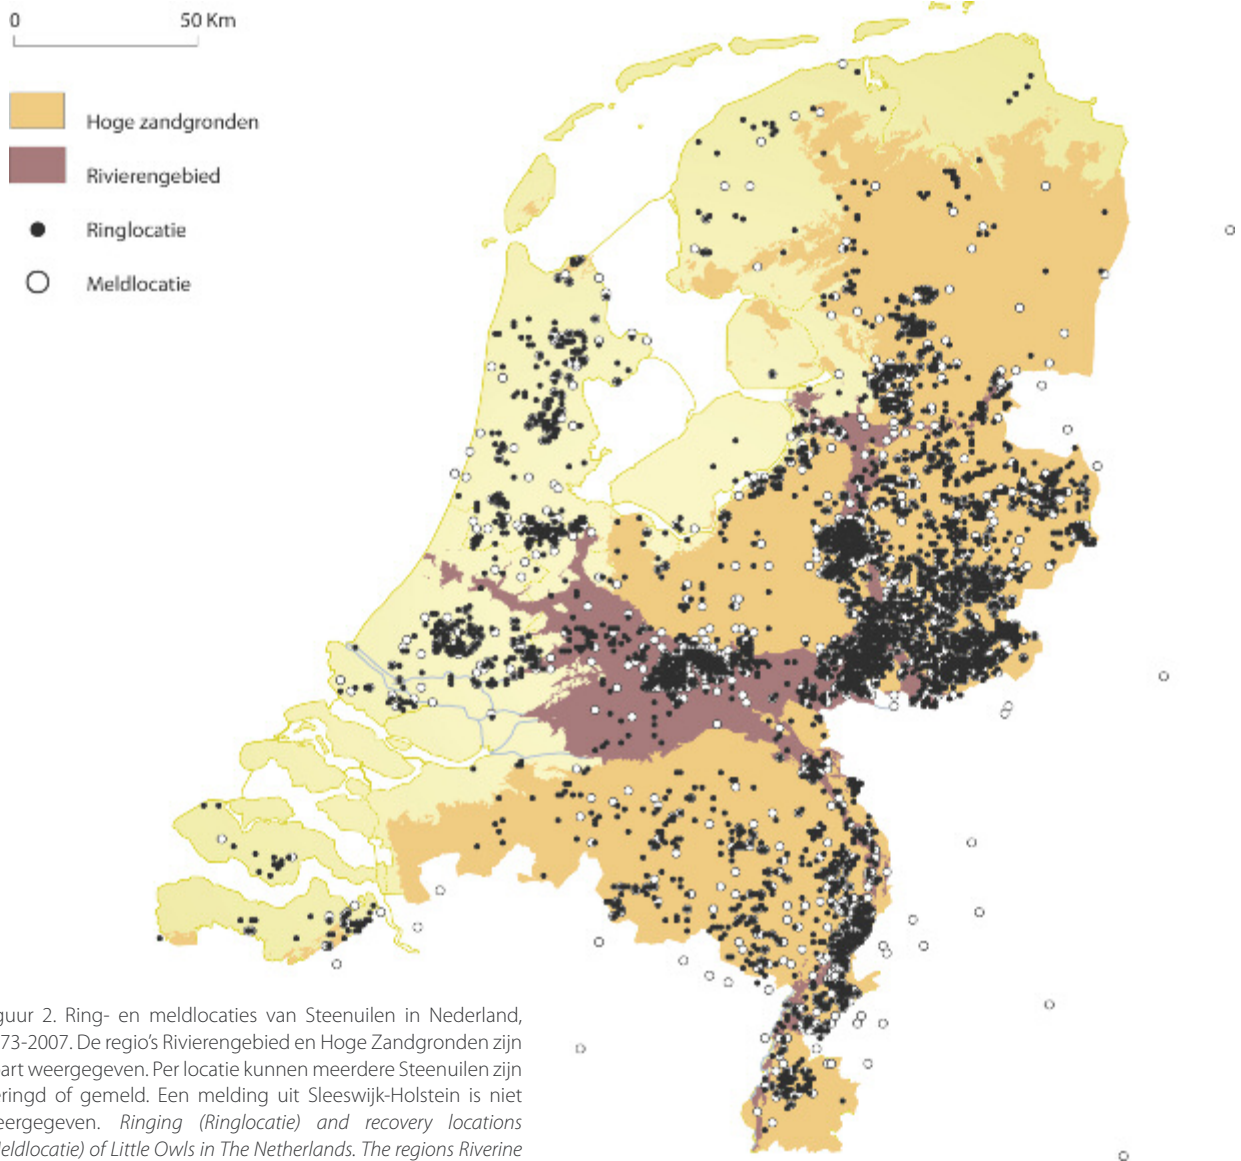 0 50 Km
Hoge zandgronden
Rivierengebied
Ringlocatie
Meldlocatie
guur 2. Ring- en meldlocaties van Steenuilen in Nederland,
73-2007. De regio's Rivierengebied en Hoge Zandgronden zijn
art weergegeven. Per locatie kunnen meerdere Steenuilen zijn
eringd of gemeld. Een melding uit Sleeswijk-Holstein is niet
eergegeven. Ringing (Ringlocatie) and recovery locations
eldlocatie) of Little Owls in The Netherlands. The regions Riverine